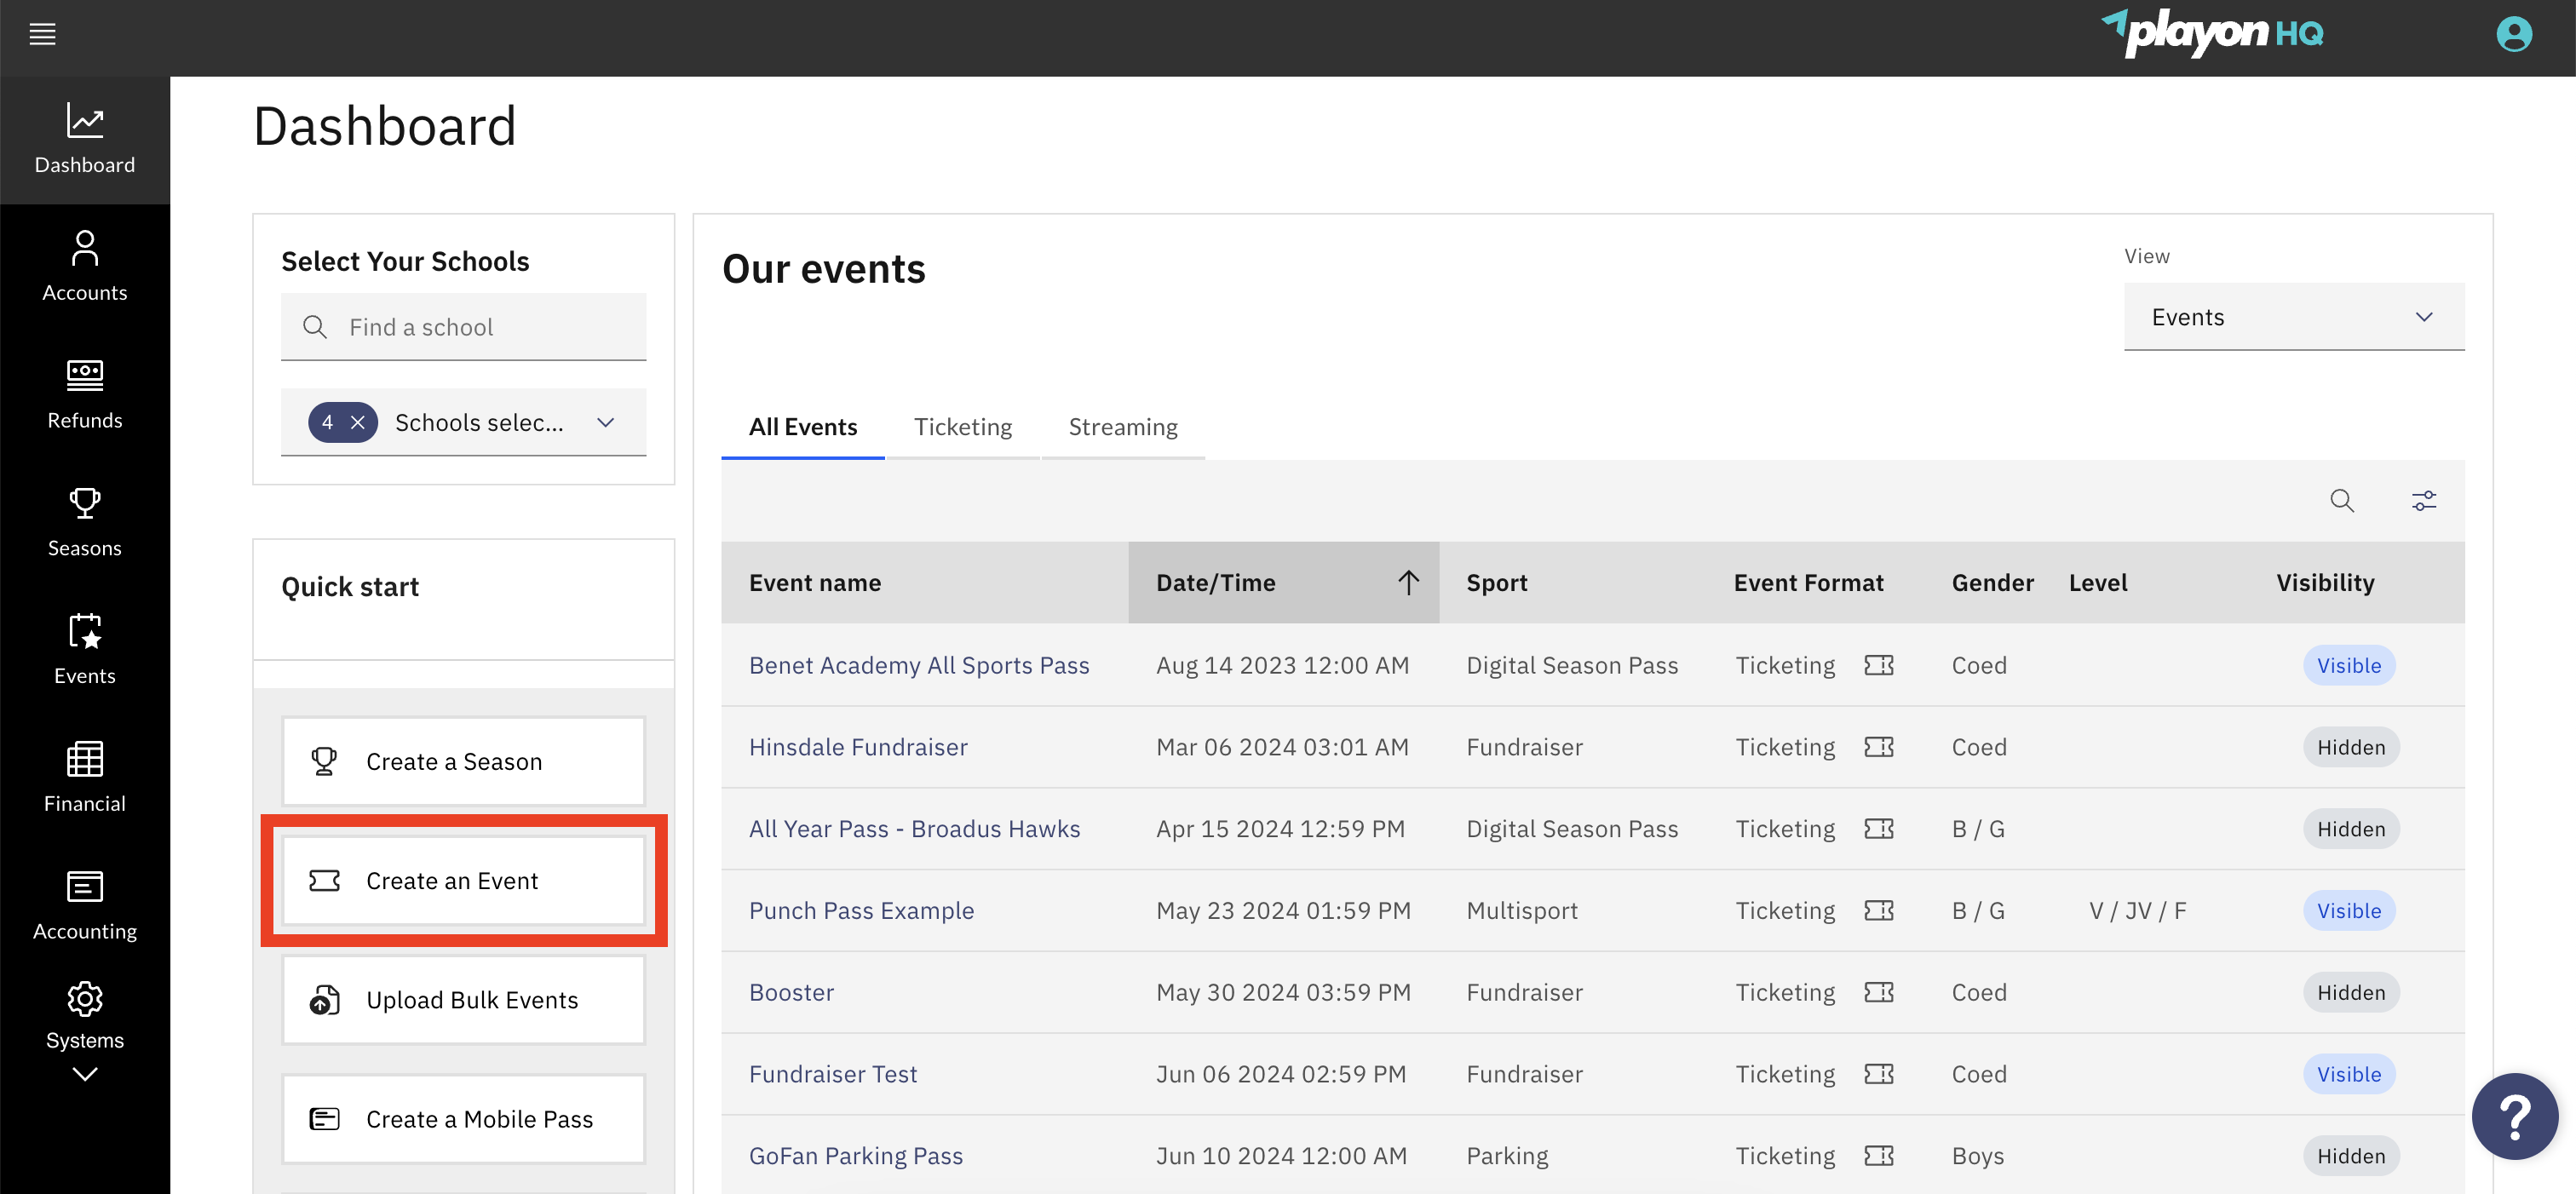 playon HQ
Dashboard
Accounts
Refunds
Seasons
Events
Financial
Accounting
Systems
Dashboard
Select Your Schools
Find a school
4 Schools selec...
Quick start
Create a Season
Create an Event
Upload Bulk Events
Create a Mobile Pass
Our events
View
Events
All Events Ticketing Streaming
Event name Date/Time Sport Event Format Gender Level Visibility
Benet Academy All Sports Pass Aug 14 2023 12:00 AM Digital Season Pass Ticketing Coed Visible
Hinsdale Fundraiser Mar 06 2024 03:01 AM Fundraiser Ticketing Coed Hidden
All Year Pass - Broadus Hawks Apr 15 2024 12:59 PM Digital Season Pass Ticketing B / G Hidden
Punch Pass Example May 23 2024 01:59 PM Multisport Ticketing B / G V / JV / F Visible
Booster May 30 2024 03:59 PM Fundraiser Ticketing Coed Hidden
Fundraiser Test Jun 06 2024 02:59 PM Fundraiser Ticketing Coed Visible
GoFan Parking Pass Jun 10 2024 12:00 AM Parking Ticketing Boys Hidden
?